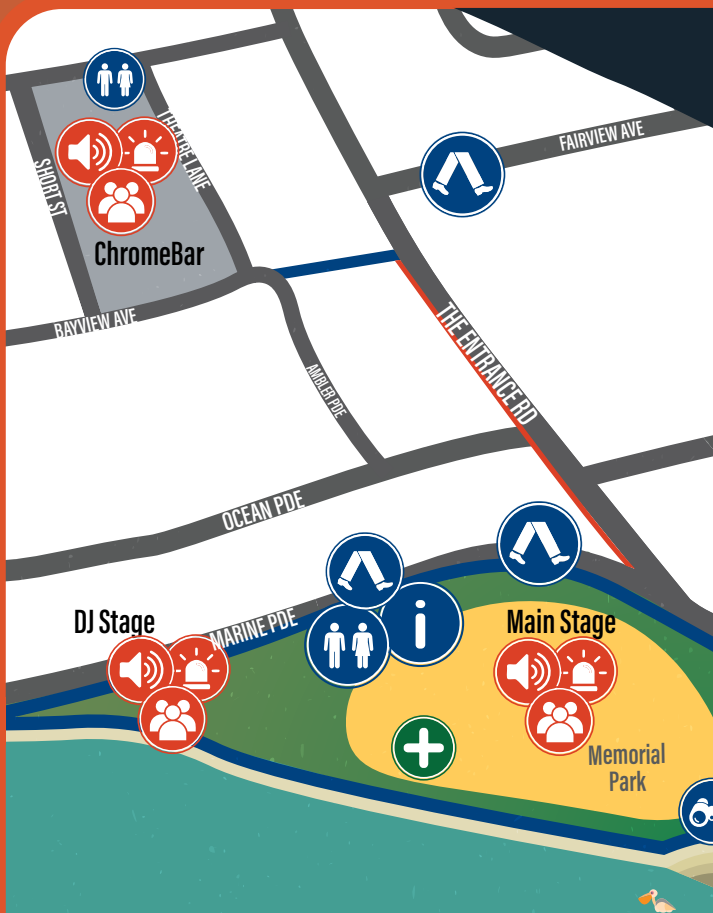 FAIRVIEW AVE
THEATRE LANE
SHORT ST
ChromeBar
BAYVIEW AVE
THE ENTRANCE RD
AMBLER PDE
OCEAN PDE
DJ Stage
MARINE PDE
i
Main Stage
Memorial
Park